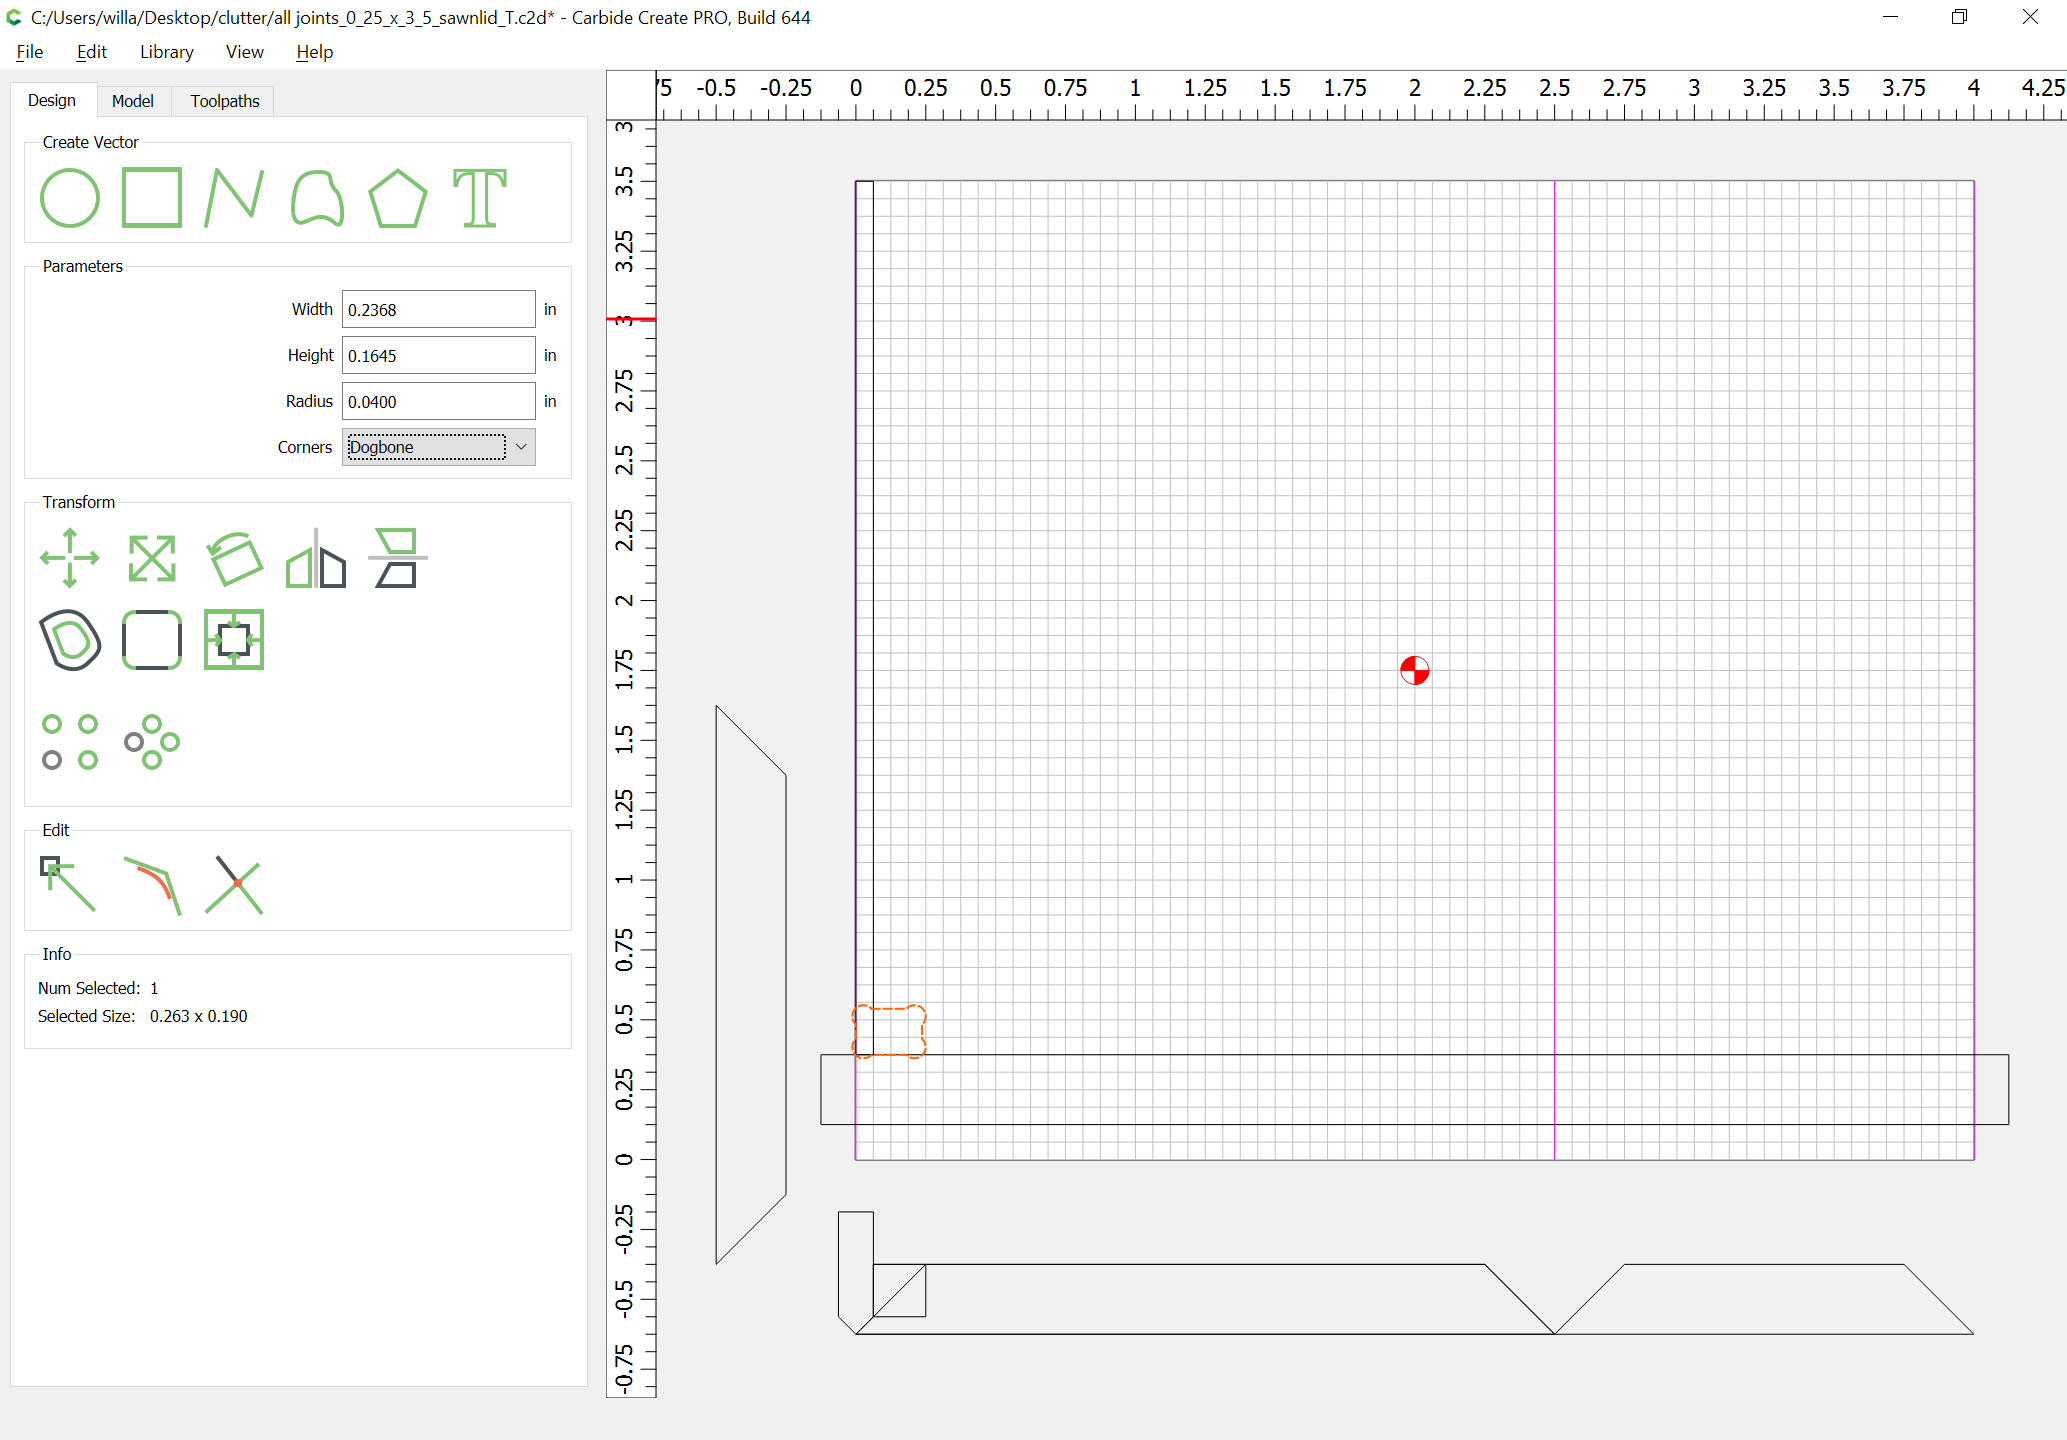 C:/Users/willa/Desktop/clutter/all joints_0_25_x_3_5_sawnlid_T.c2d* - Carbide Create PRO, Build 644
File Edit Library View Help
Design Model Toolpaths
Create Vector
Parameters
Width 0.2368 in
Height 0.1645 in
Radius 0.0400 in
Corners Dogbone
Transform
Edit
Info
Num Selected: 1
Selected Size: 0.263 x 0.190
75 -0.5 -0.25 0 0.25 0.5 0.75 1 1.25 1.5 1.75 2 2.25 2.5 2.75 3 3.25 3.5 3.75 4 4.25
3.5
3.25
3
2.75
2.5
2.25
2
1.75
1.5
1.25
1
0.75
0.5
0.25
0
-0.25
-0.5
-0.75